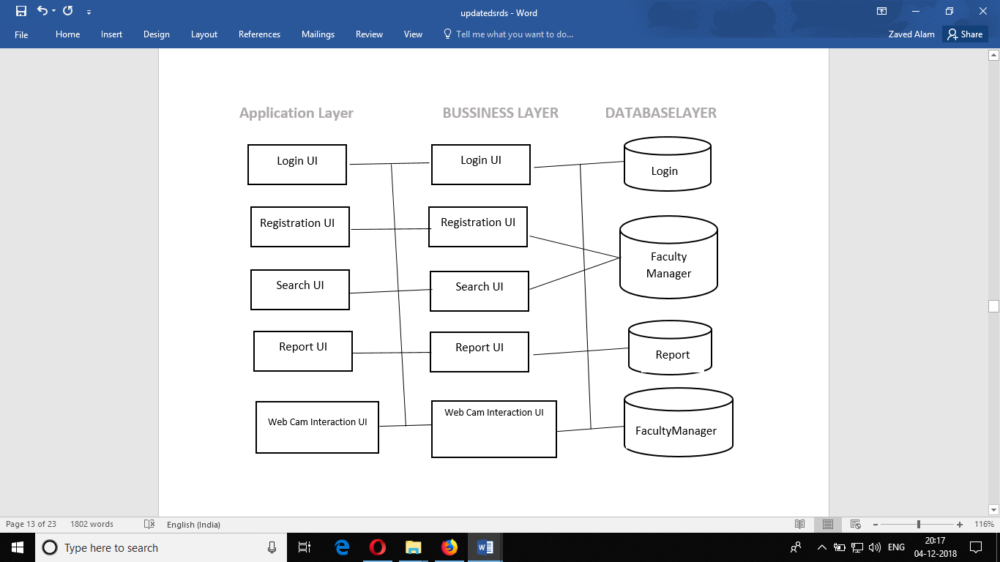 updatedsrds - Word
File Home Insert Design Layout References Mailings Review View Tell me what you want to do... Zaved Alam Share
Application Layer BUSSINESS LAYER DATABASELAYER
Login UI Login UI Login
Registration UI Registration UI
Faculty
Manager
Search UI Search UI
Report UI Report UI Report
Web Cam Interaction UI Web Cam Interaction UI FacultyManager
Page 13 of 23 1802 words English (India) 116%
Type here to search
ENG
20:17
04-12-2018